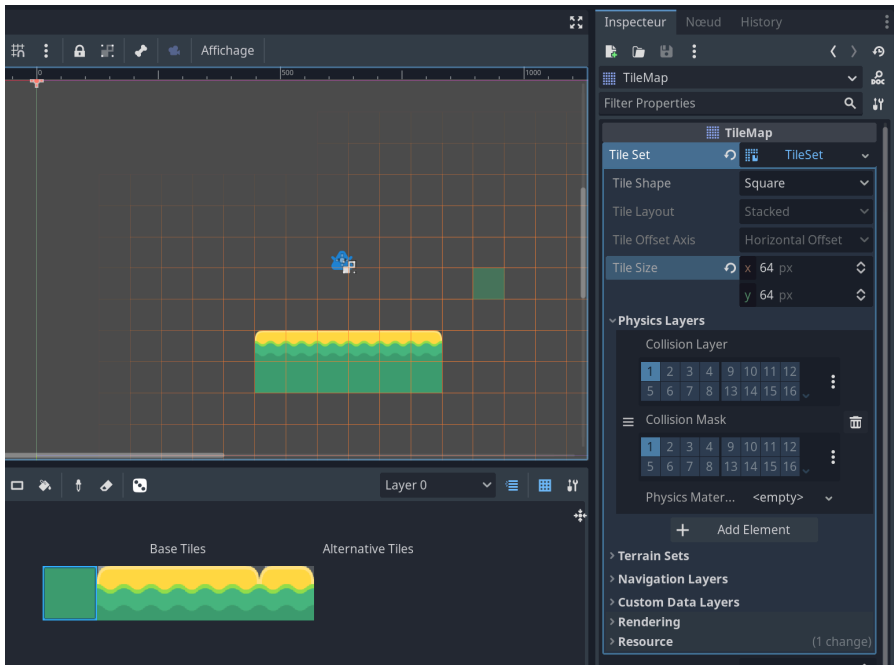 Inspecteur Nœud History
Affichage
0 500 1000
TileMap
DOC
Filter Properties
TileMap
Tile Set TileSet
Tile Shape Square
Tile Layout Stacked
Tile Offset Axis Horizontal Offset
Tile Size x 64 px
y 64 px
Physics Layers
Collision Layer
1 2 3 4 9 10 11 12
5 6 7 8 13 14 15 16
Collision Mask
1 2 3 4 9 10 11 12
5 6 7 8 13 14 15 16
Physics Mater... <empty>
Add Element
Terrain Sets
Navigation Layers
Custom Data Layers
Rendering
Resource (1 change)
Layer 0
Base Tiles Alternative Tiles